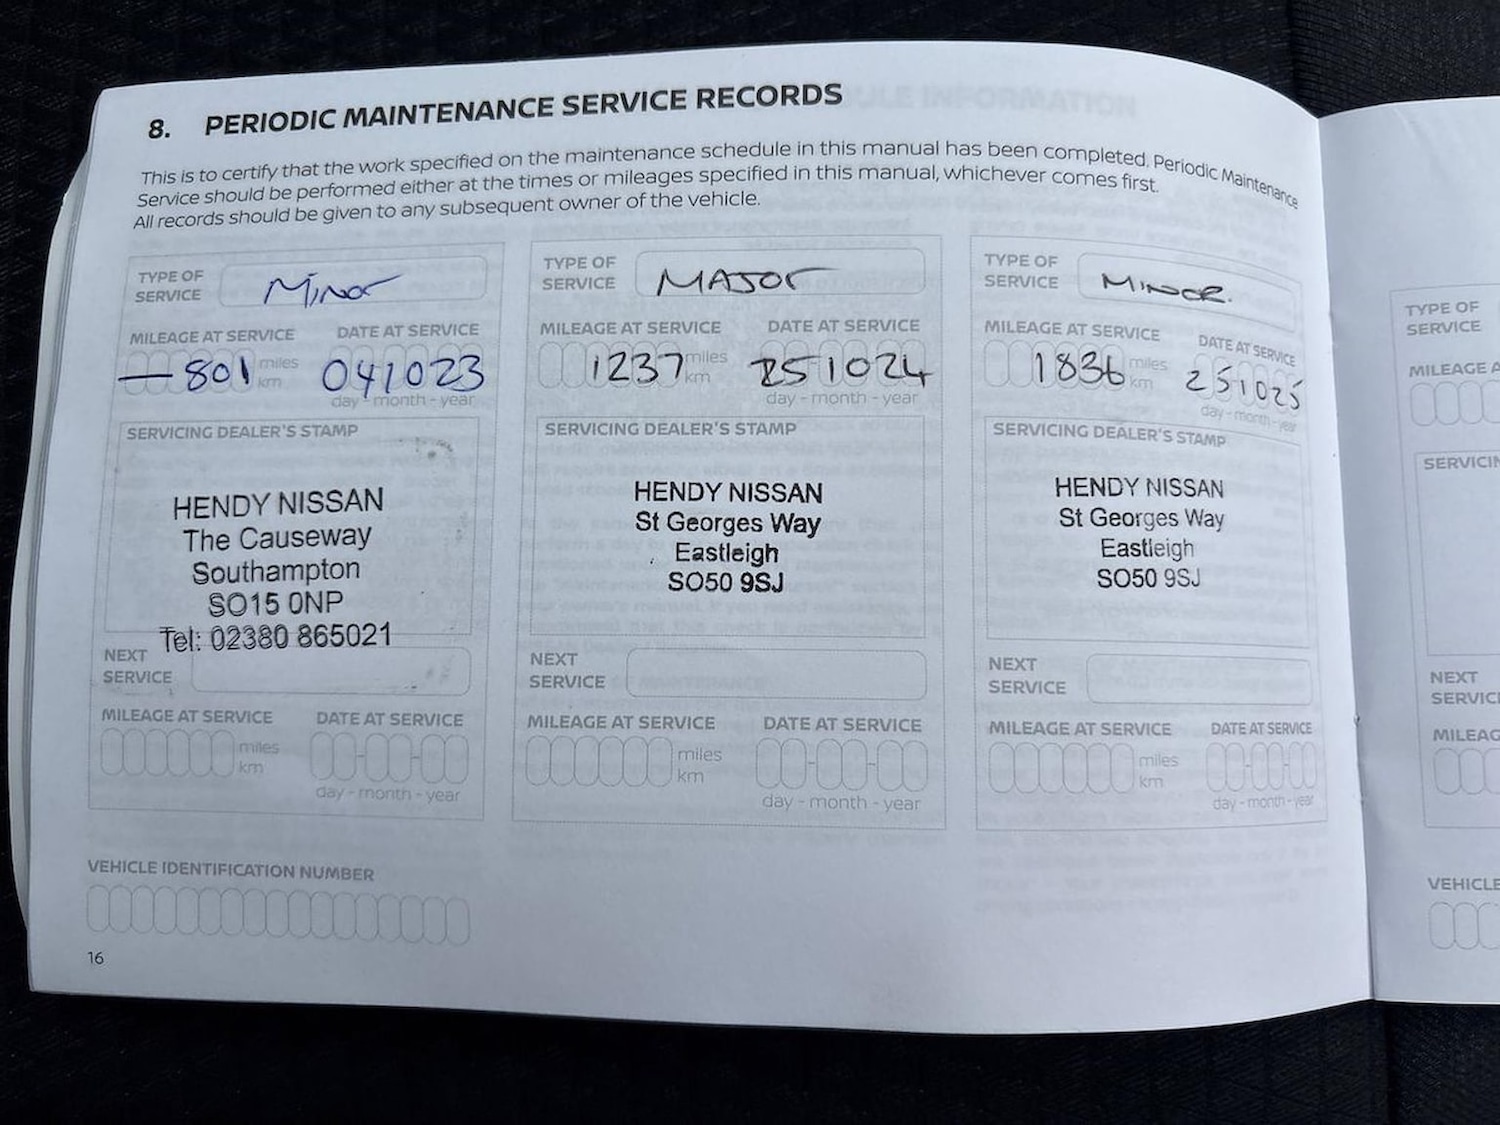 8. PERIODIC MAINTENANCE SERVICE RECORDS
This is to certify that the work specified on the maintenance schedule in this manual has been completed. Periodic Maintenance
Service should be performed either at the times or mileages specified in this manual, whichever comes first.
All records should be given to any subsequent owner of the vehicle.
TYPE OF
SERVICE
Minor
MILEAGE AT SERVICE DATE AT SERVICE
— 801 miles
km
041023
day - month - year
SERVICING DEALER'S STAMP
HENDY NISSAN
The Causeway
Southampton
SO15 0NP
Tel: 02380 865021
NEXT
SERVICE
MILEAGE AT SERVICE DATE AT SERVICE
miles
km
day - month - year
TYPE OF
SERVICE
MAJOr
MILEAGE AT SERVICE DATE AT SERVICE
1237 miles
km
251024
day - month - year
SERVICING DEALER'S STAMP
HENDY NISSAN
St Georges Way
Eastleigh
SO50 9SJ
NEXT
SERVICE
MILEAGE AT SERVICE DATE AT SERVICE
miles
km
day - month - year
TYPE OF
SERVICE
MINOR.
MILEAGE AT SERVICE DATE AT SERVICE
1836 miles
km
251025
day - month - year
SERVICING DEALER'S STAMP
HENDY NISSAN
St Georges Way
Eastleigh
SO50 9SJ
NEXT
SERVICE
MILEAGE AT SERVICE DATE AT SERVICE
miles
km
day - month - year
VEHICLE IDENTIFICATION NUMBER
16
TYPE OF
SERVICE
MILEAGE A
SERVICIN
NEXT
SERVIC
MILEAG
VEHICLE